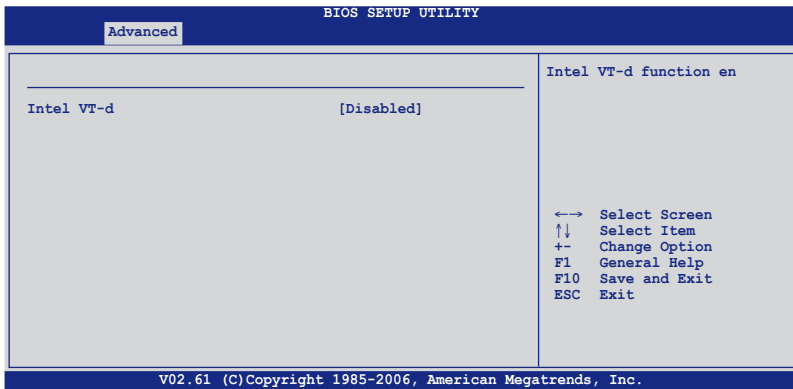 BIOS SETUP UTILITY
Advanced
Intel VT-d [Disabled]
Intel VT-d function en
←→ Select Screen
↑↓ Select Item
+- Change Option
F1 General Help
F10 Save and Exit
ESC Exit
V02.61 (C)Copyright 1985-2006, American Megatrends, Inc.